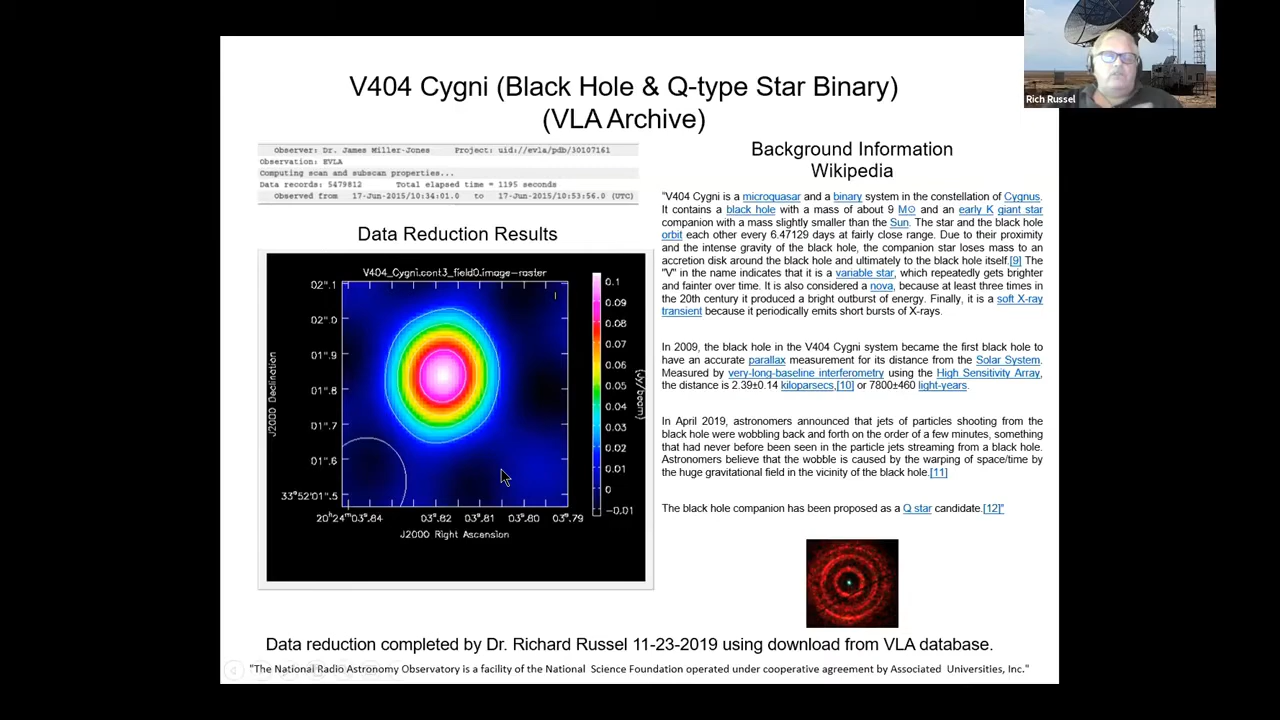 V404 Cygni (Black Hole & Q-type Star Binary)
(VLA Archive)
Rich Russel
Observer: Dr. James Miller-Jones Project: uid://evla/pdb/30107161
Observation: EVLA
Computing scan and subscan properties...
Data records: 5479812 Total elapsed time = 1195 seconds
Observed from 17-Jun-2015/10:34:01.0 to 17-Jun-2015/10:53:56.0 (UTC)
Data Reduction Results
V404_Cygni.cont3_field0.image-raster
02".1
02".0
01".9
01".8
01".7
01".6
33°52'01".5
J2000 Declination
20ʰ24ᵐ03ˢ.84
03ˢ.82
03ˢ.81
03ˢ.80
03ˢ.79
J2000 Right Ascension
0.1
0.09
0.08
0.07
0.06
0.05
0.04
0.03
0.02
0.01
0
−0.01
(Jy/beam)
Background Information
Wikipedia
"V404 Cygni is a microquasar and a binary system in the constellation of Cygnus.
It contains a black hole with a mass of about 9 M☉ and an early K giant star
companion with a mass slightly smaller than the Sun. The star and the black hole
orbit each other every 6.47129 days at fairly close range. Due to their proximity
and the intense gravity of the black hole, the companion star loses mass to an
accretion disk around the black hole and ultimately to the black hole itself.[9] The
"V" in the name indicates that it is a variable star, which repeatedly gets brighter
and fainter over time. It is also considered a nova, because at least three times in
the 20th century it produced a bright outburst of energy. Finally, it is a soft X-ray
transient because it periodically emits short bursts of X-rays.
In 2009, the black hole in the V404 Cygni system became the first black hole to
have an accurate parallax measurement for its distance from the Solar System.
Measured by very-long-baseline interferometry using the High Sensitivity Array,
the distance is 2.39±0.14 kiloparsecs,[10] or 7800±460 light-years.
In April 2019, astronomers announced that jets of particles shooting from the
black hole were wobbling back and forth on the order of a few minutes, something
that had never before been seen in the particle jets streaming from a black hole.
Astronomers believe that the wobble is caused by the warping of space/time by
the huge gravitational field in the vicinity of the black hole.[11]
The black hole companion has been proposed as a Q star candidate.[12]"
Data reduction completed by Dr. Richard Russel 11-23-2019 using download from VLA database.
"The National Radio Astronomy Observatory is a facility of the National Science Foundation operated under cooperative agreement by Associated Universities, Inc."